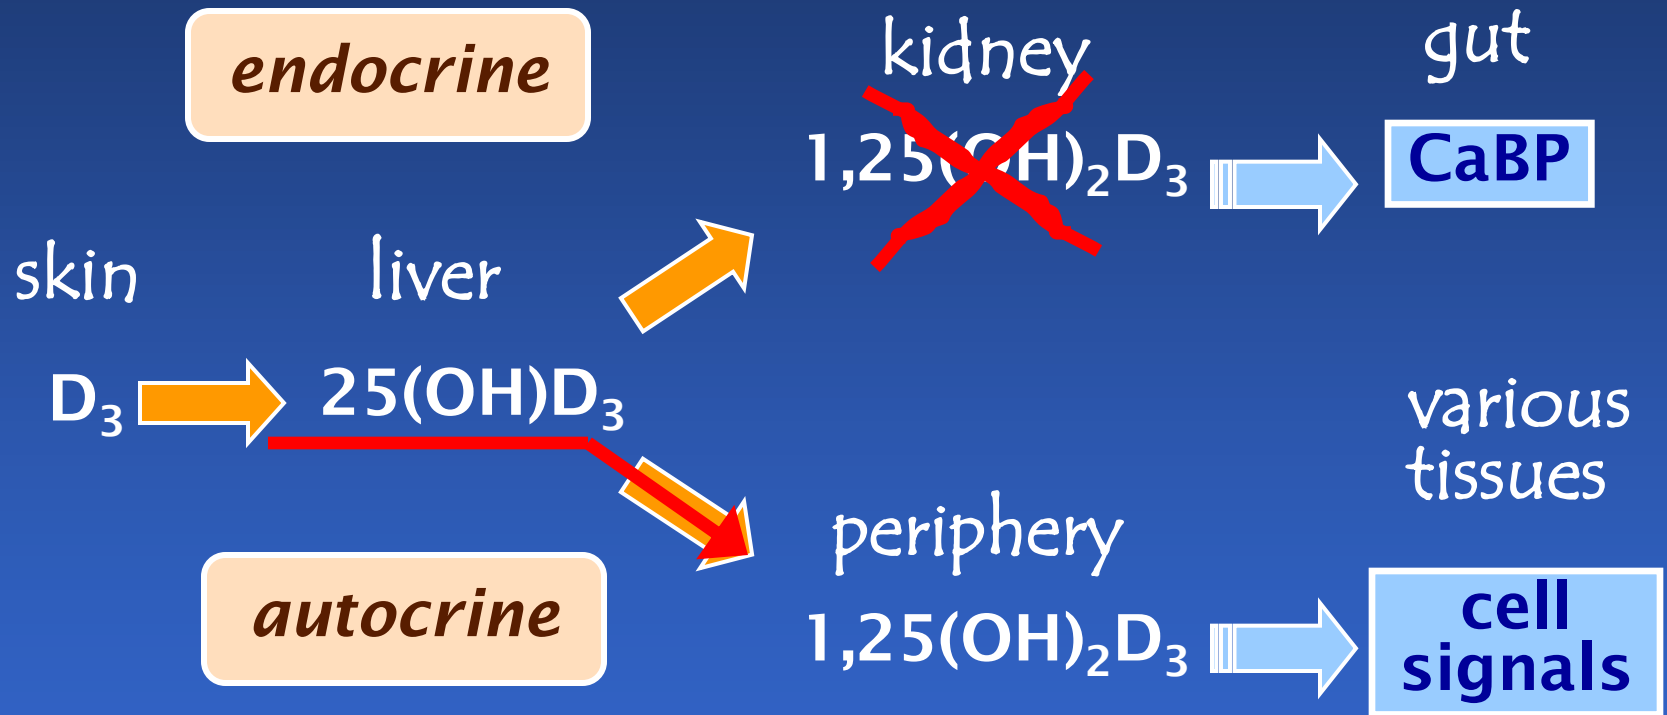 endocrine
kidney
gut
1,25(OH)₂D₃
CaBP
skin
liver
D₃
25(OH)D₃
various
tissues
periphery
autocrine
1,25(OH)₂D₃
cell
signals